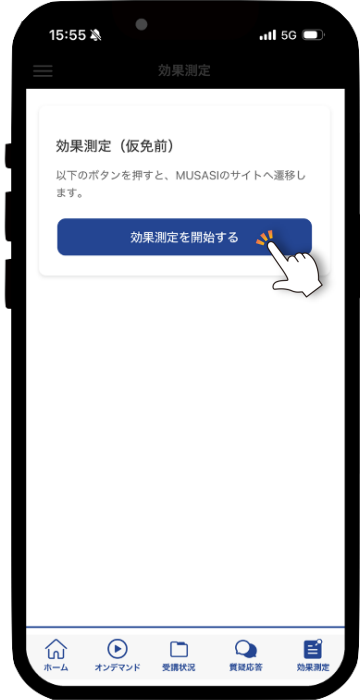 15:55
5G
効果測定
効果測定（仮免前）
以下のボタンを押すと、MUSASIのサイトへ遷移し
ます。
効果測定を開始する
ホーム
オンデマンド
受講状況
質疑応答
効果測定